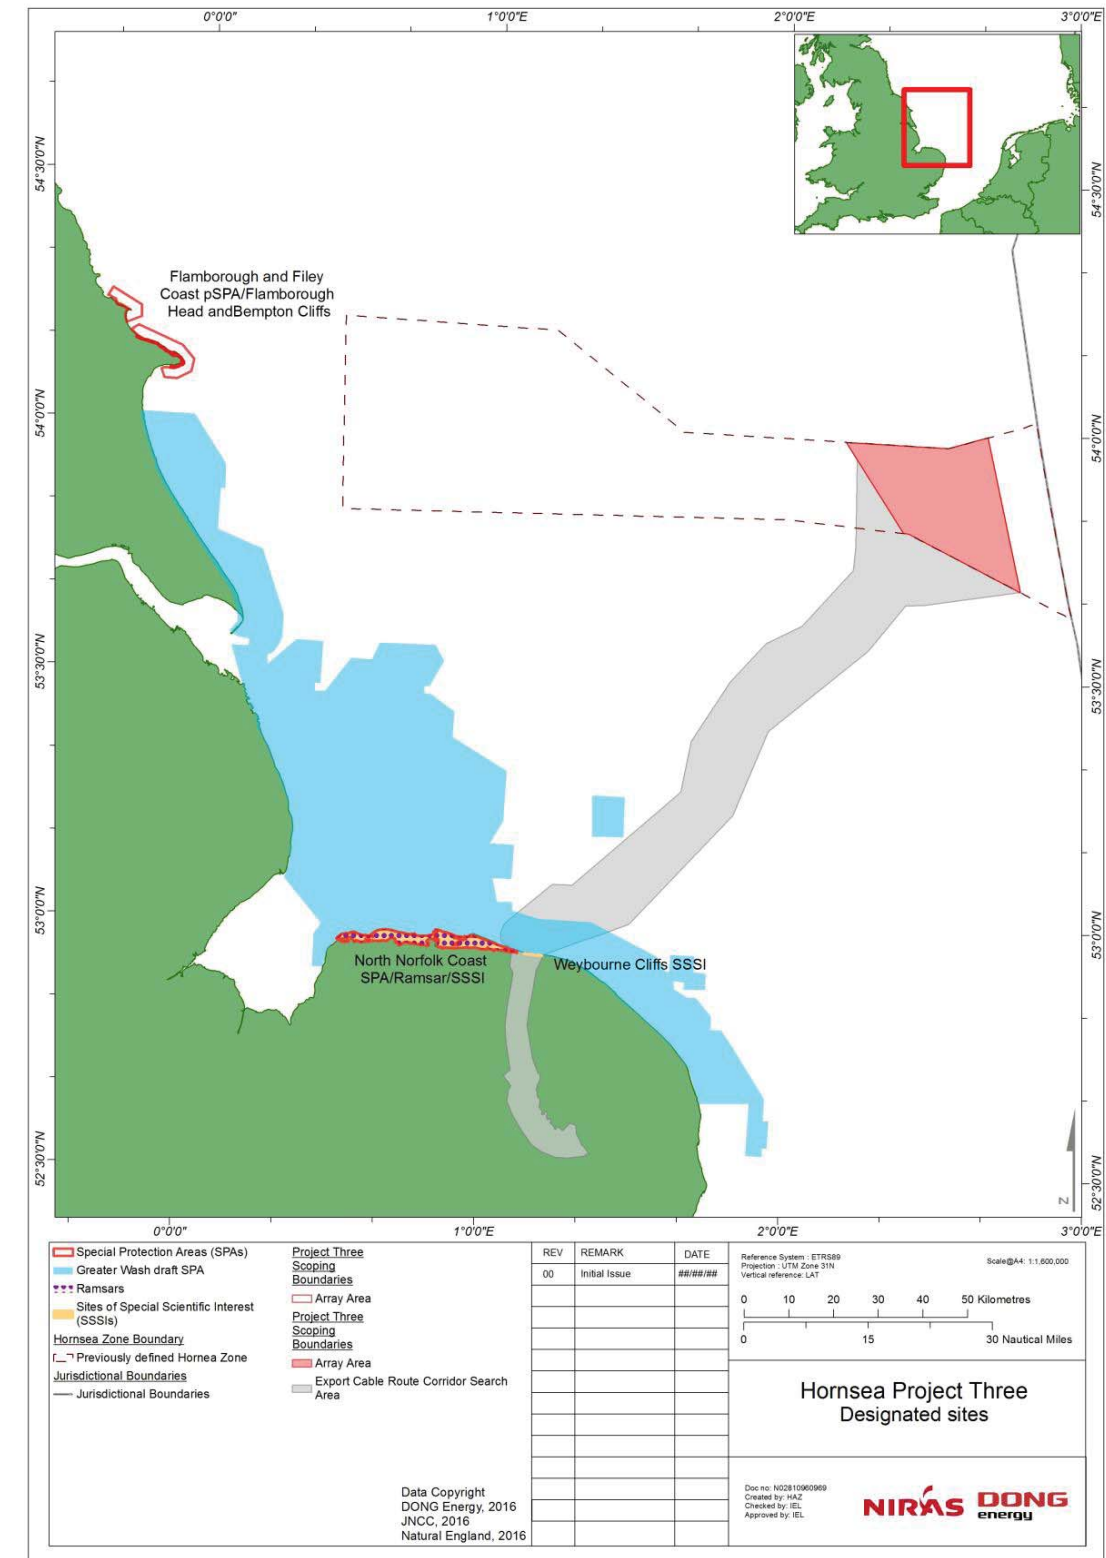 0°0'0"
1°0'0"E
2°0'0"E
3°0'0"E
54°30'0"N
54°30'0"N
Flamborough and Filey
Coast pSPA/Flamborough
Head andBempton Cliffs
54°0'0"N
54°0'0"N
53°30'0"N
53°30'0"N
53°0'0"N
53°0'0"N
North Norfolk Coast
SPA/Ramsar/SSSI
Weybourne Cliffs SSSI
52°30'0"N
52°30'0"N
N
0°0'0"
1°0'0"E
2°0'0"E
3°0'0"E
Special Protection Areas (SPAs)
Greater Wash draft SPA
Ramsars
Sites of Special Scientific Interest
(SSSIs)
Hornsea Zone Boundary
Previously defined Hornea Zone
Jurisdictional Boundaries
Jurisdictional Boundaries
Project Three
Scoping
Boundaries
Array Area
Project Three
Scoping
Boundaries
Array Area
Export Cable Route Corridor Search
Area
Data Copyright
DONG Energy, 2016
JNCC, 2016
Natural England, 2016
REV REMARK DATE
00 Initial Issue ##/##/##
Reference System : ETRS89
Projection : UTM Zone 31N
Vertical reference: LAT
Scale@A4: 1:1,600,000
0 10 20 30 40 50 Kilometres
0 15 30 Nautical Miles
Hornsea Project Three
Designated sites
Doc no: N02810960969
Created by: HAZ
Checked by: IEL
Approved by: IEL
NIRAS
DONG
energy